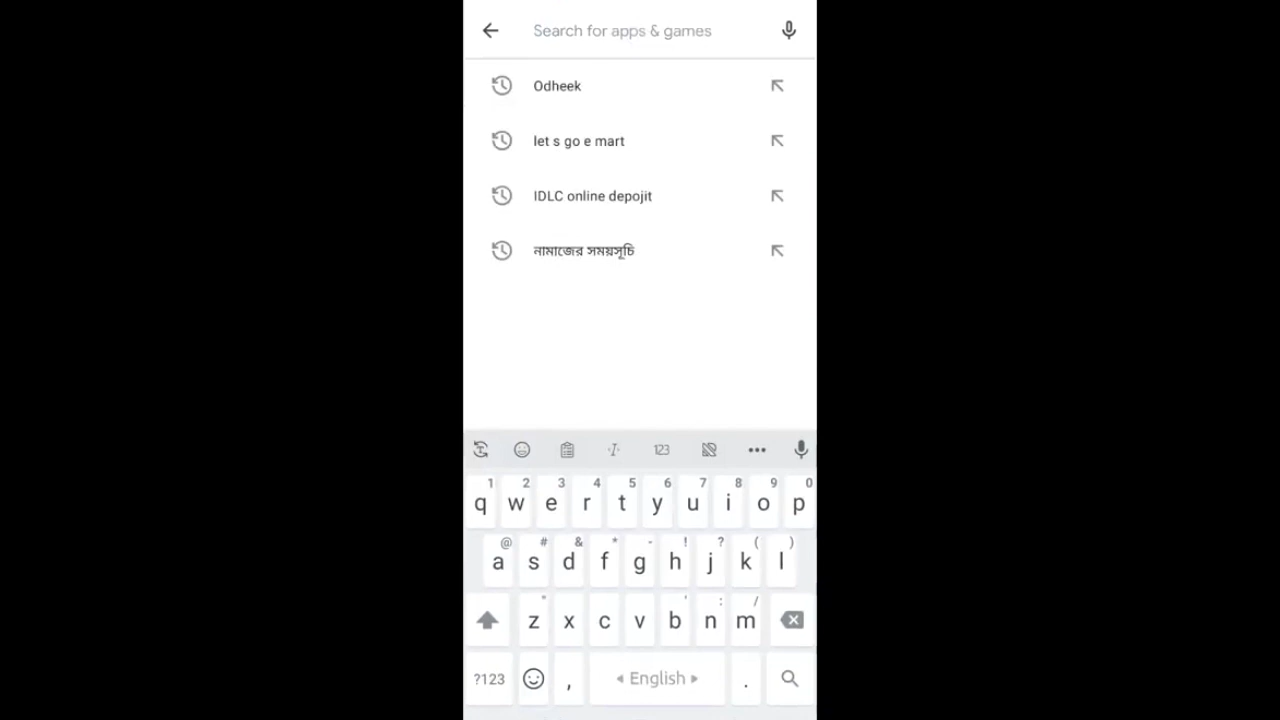 Search for apps & games
Odheek
let s go e mart
IDLC online depojit
নামাজের সময়সূচি
123
1 2 3 4 5 6 7 8 9 0
q w e r t y u i o p
@ # & * - ! ? ( )
a s d f g h j k l
" ' : /
z x c v b n m
?123 , English .